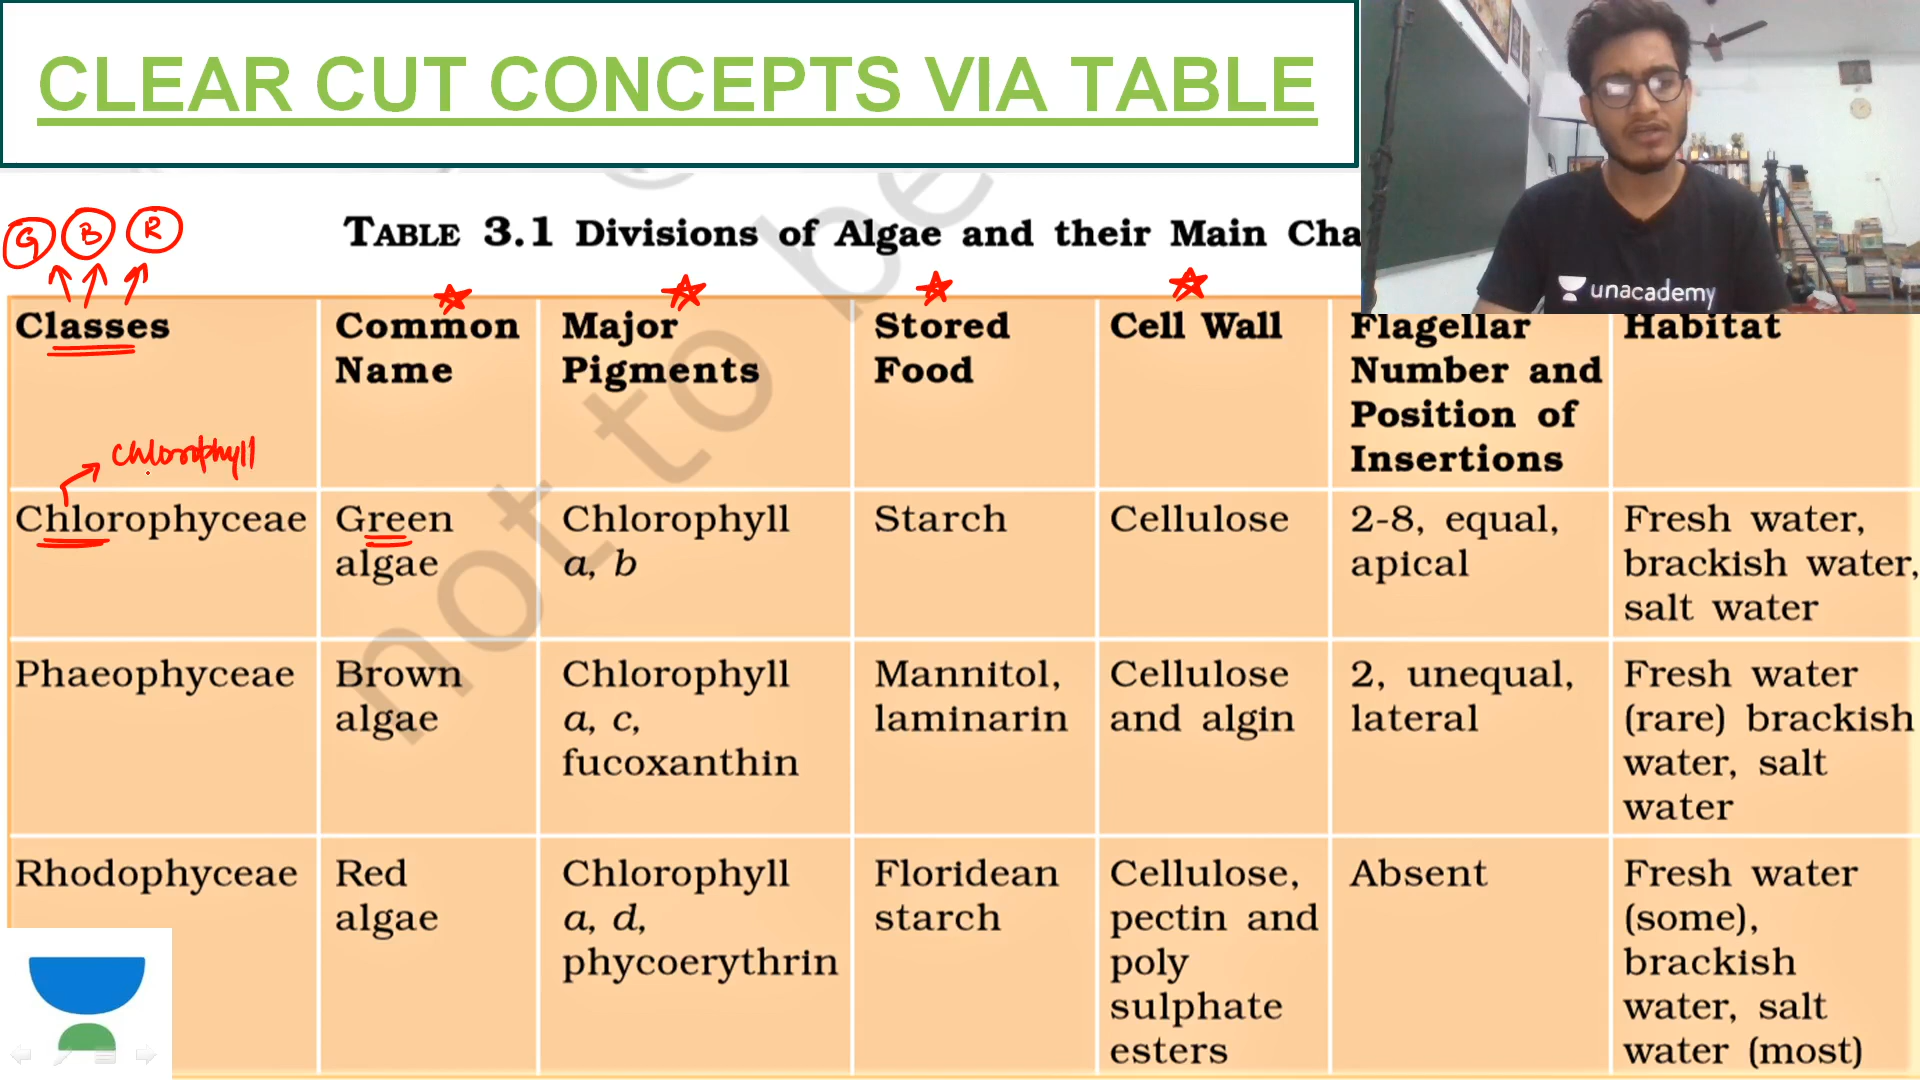 CLEAR CUT CONCEPTS VIA TABLE
unacademy
G B R
TABLE 3.1 Divisions of Algae and their Main Cha
Classes
Common
Name
Major
Pigments
Stored
Food
Cell Wall
Flagellar
Number and
Position of
Insertions
Habitat
chlorophyll
Chlorophyceae
Green
algae
Chlorophyll
a, b
Starch
Cellulose
2-8, equal,
apical
Fresh water,
brackish water,
salt water
Phaeophyceae
Brown
algae
Chlorophyll
a, c,
fucoxanthin
Mannitol,
laminarin
Cellulose
and algin
2, unequal,
lateral
Fresh water
(rare) brackish
water, salt
water
Rhodophyceae
Red
algae
Chlorophyll
a, d,
phycoerythrin
Floridean
starch
Cellulose,
pectin and
poly
sulphate
esters
Absent
Fresh water
(some),
brackish
water, salt
water (most)
not to be